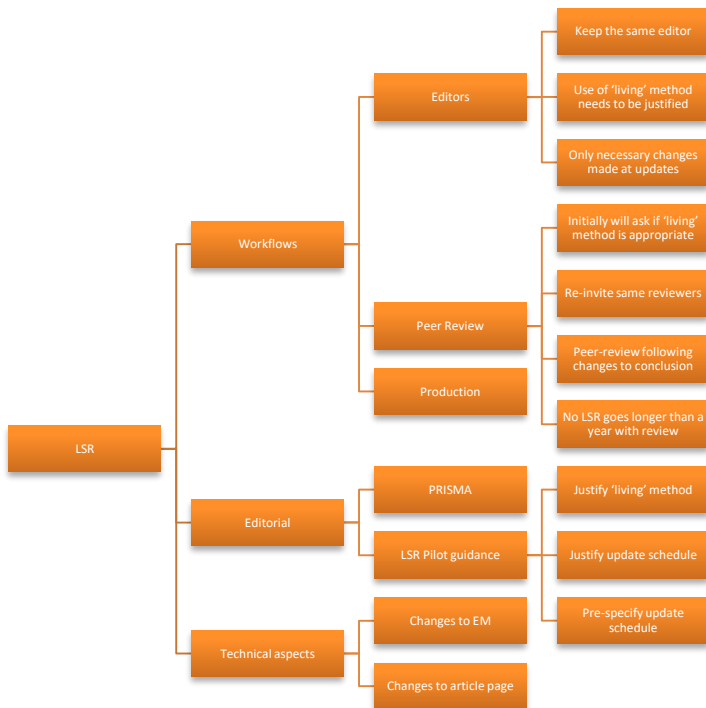 LSR
Workflows
Editors
Keep the same editor
Use of ‘living’ method
needs to be justified
Only necessary changes
made at updates
Peer Review
Initially will ask if ‘living’
method is appropriate
Re-invite same reviewers
Peer-review following
changes to conclusion
No LSR goes longer than a
year with review
Production
Editorial
PRISMA
LSR Pilot guidance
Justify ‘living’ method
Justify update schedule
Pre-specify update
schedule
Technical aspects
Changes to EM
Changes to article page